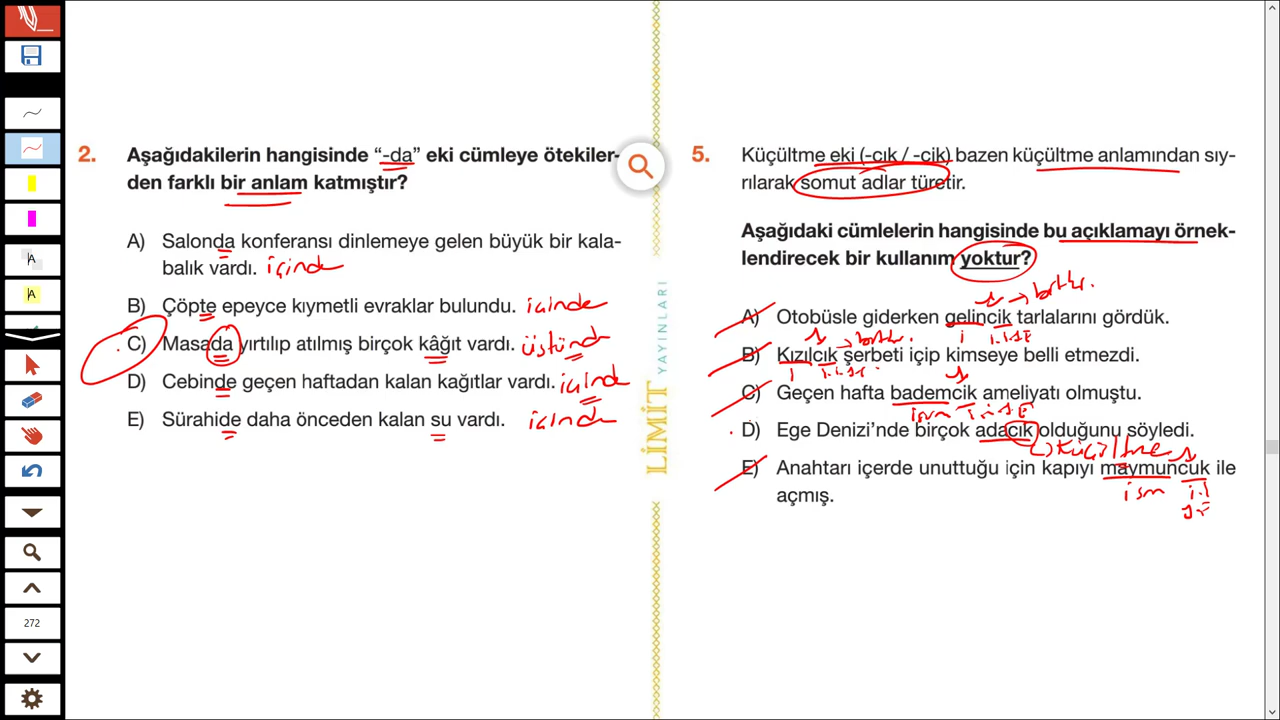 2. Aşağıdakilerin hangisinde “-da” eki cümleye ötekiler-
den farklı bir anlam katmıştır?
A) Salonda konferansı dinlemeye gelen büyük bir kala-
balık vardı. içinde
B) Çöpte epeyce kıymetli evraklar bulundu. içinde
C) Masada yırtılıp atılmış birçok kâğıt vardı. üstünde
D) Cebinde geçen haftadan kalan kağıtlar vardı. içinde
E) Sürahide daha önceden kalan su vardı. içinde
LİMİT YAYINLARI
5. Küçültme eki (-cık / -cik) bazen küçültme anlamından sıy-
rılarak somut adlar türetir.
Aşağıdaki cümlelerin hangisinde bu açıklamayı örnek-
lendirecek bir kullanım yoktur?
A) Otobüsle giderken gelincik tarlalarını gördük.
B) Kızılcık şerbeti içip kimseye belli etmezdi.
C) Geçen hafta bademcik ameliyatı olmuştu.
isim
D) Ege Denizi’nde birçok adacık olduğunu söyledi.
küçültme
E) Anahtarı içerde unuttuğu için kapıyı maymuncuk ile
açmış.
isim
A
A
272